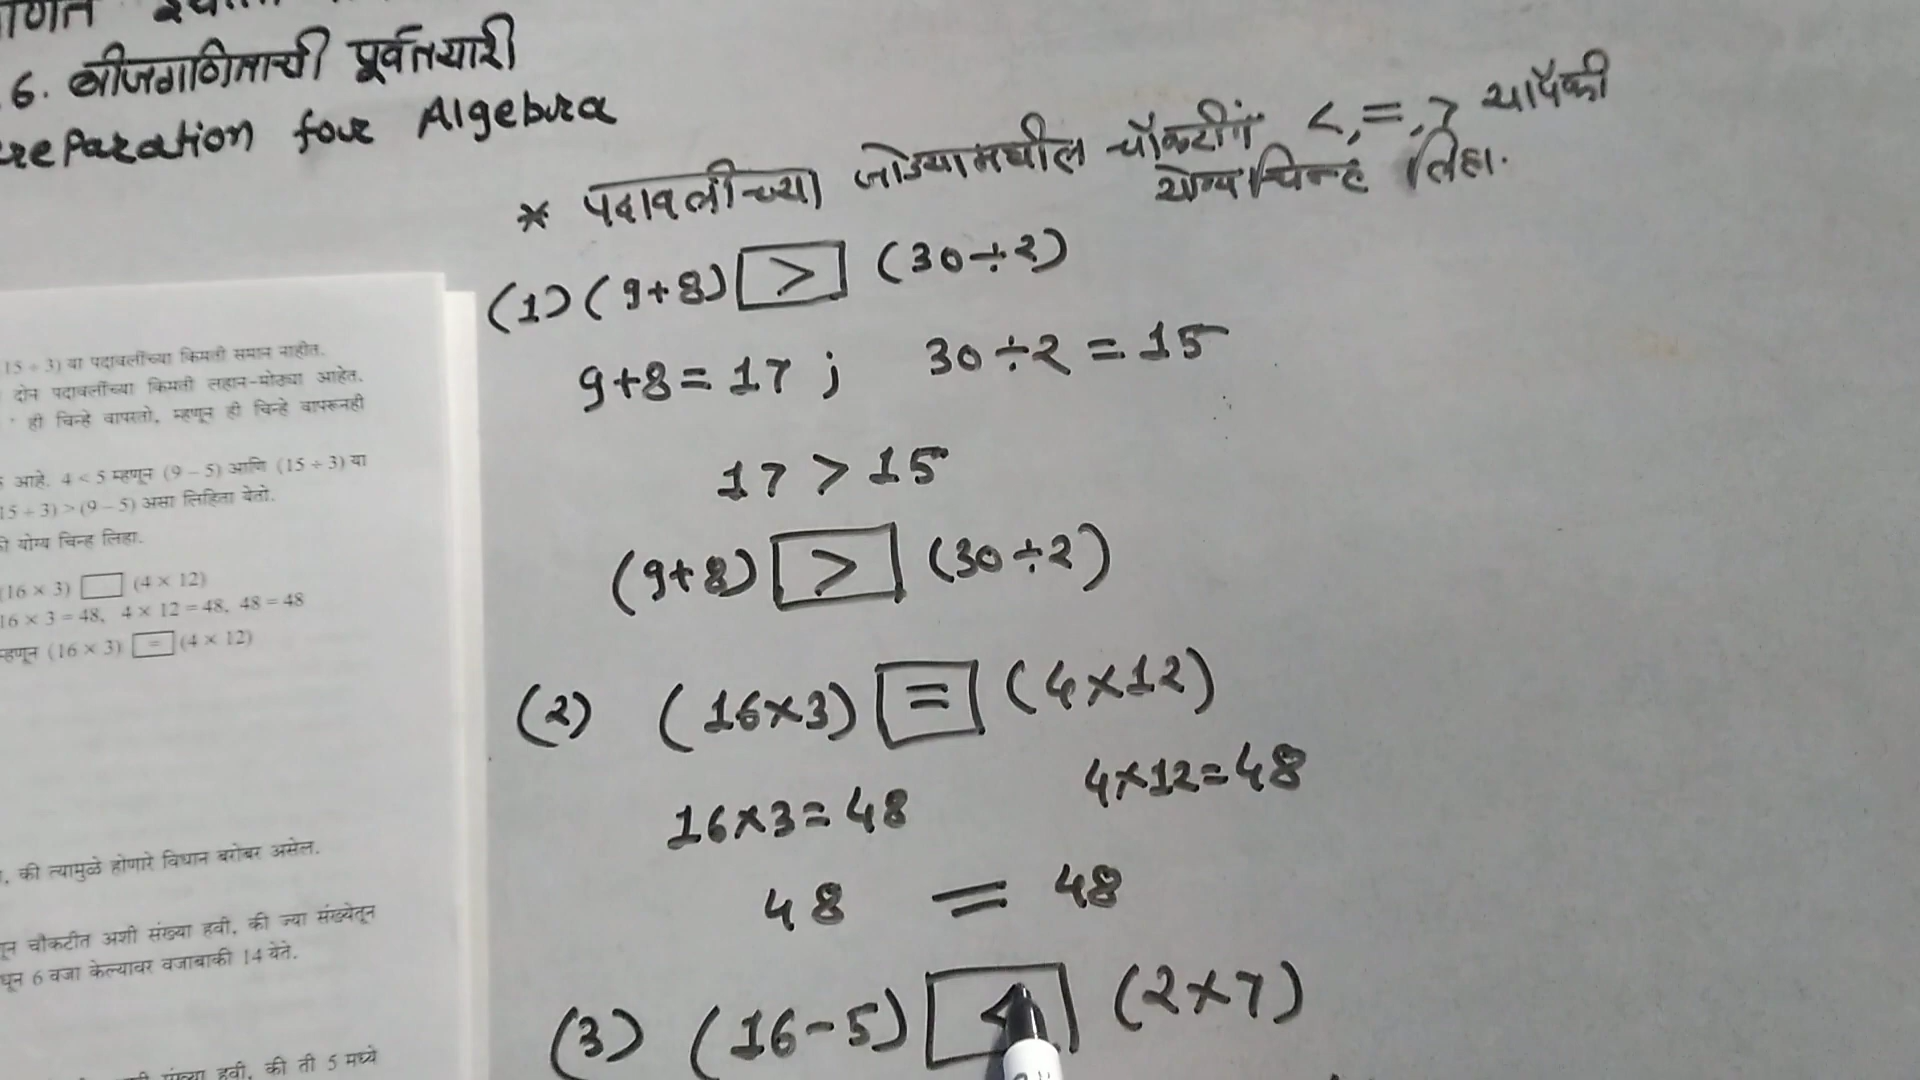 6. बीजगणिताची पूर्वतयारी
reparation for Algebra
* पदावलीच्या जोड्यामधील चौकटींत <, =, > यांपैकी
योग्य चिन्ह लिहा.
(1) (9+8) > (30÷2)
9+8=17 ; 30÷2=15
17 > 15
(9+8) > (30÷2)
(2) (16×3) = (4×12)
16×3=48 4×12=48
48 = 48
(3) (16-5) < (2×7)
15 ÷ 3) या पदावलींच्या किमती समान नाहीत.
दोन पदावलींच्या किमती लहान-मोठ्या आहेत.
ही चिन्हे वापरतो, म्हणून ही चिन्हे वापरूनही
आहे. 4 < 5 म्हणून (9 – 5) आणि (15 ÷ 3) या
15 ÷ 3) > (9 – 5) असा लिहिता येतो.
योग्य चिन्ह लिहा.
(16 × 3) (4 × 12)
16 × 3 = 48, 4 × 12 = 48, 48 = 48
म्हणून (16 × 3) = (4 × 12)
, की त्यामुळे होणारे विधान बरोबर असेल.
चौकटीत अशी संख्या हवी, की ज्या संख्येतून
6 वजा केल्यावर वजाबाकी 14 येते.
संख्या हवी, की ती 5 मध्ये